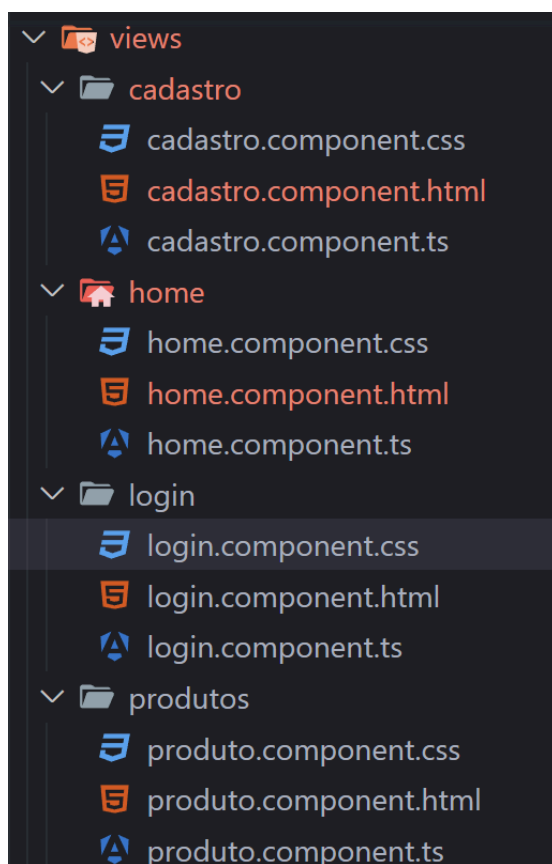 views
cadastro
cadastro.component.css
cadastro.component.html
cadastro.component.ts
home
home.component.css
home.component.html
home.component.ts
login
login.component.css
login.component.html
login.component.ts
produtos
produto.component.css
produto.component.html
produto.component.ts